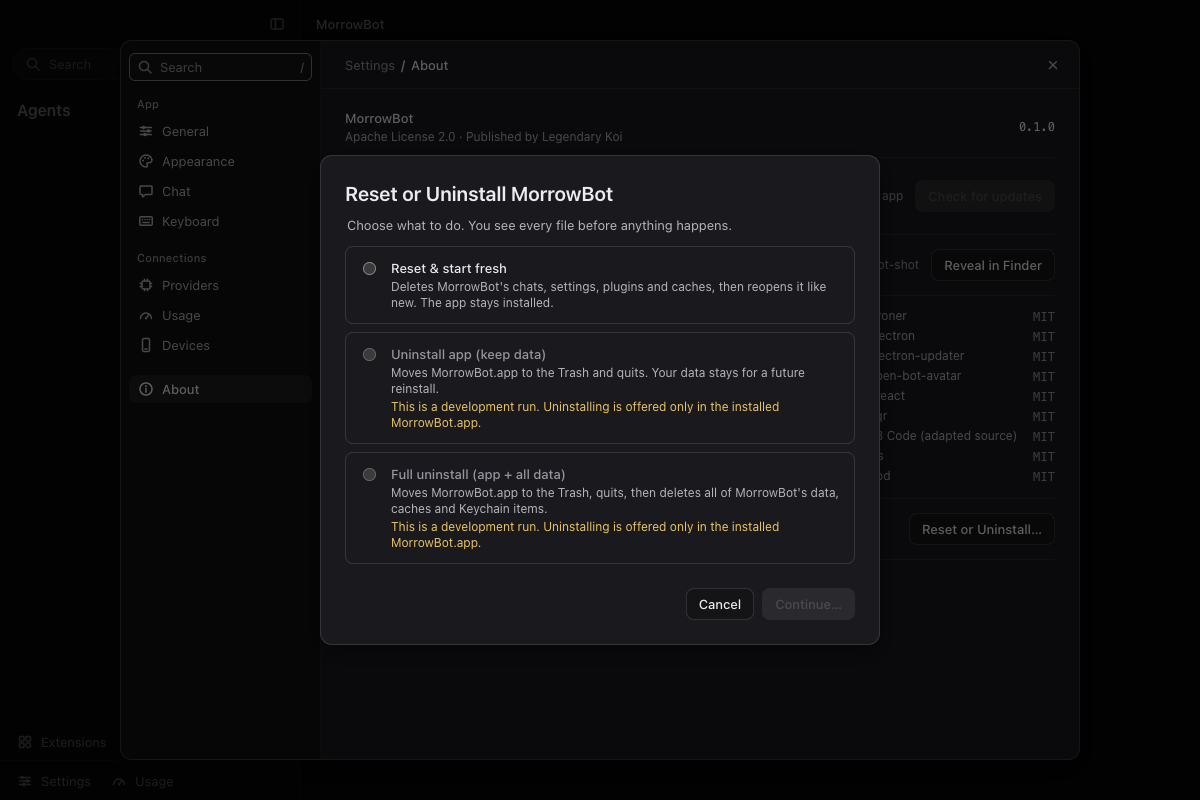 MorrowBot
Search
Agents
Search /
App
General
Appearance
Chat
Keyboard
Connections
Providers
Usage
Devices
About
Settings / About
MorrowBot
Apache License 2.0 · Published by Legendary Koi
0.1.0
app
Check for updates
Reveal in Finder
MIT
MIT
MIT
MIT
MIT
MIT
Code (adapted source) MIT
MIT
MIT
Reset or Uninstall...
Reset or Uninstall MorrowBot
Choose what to do. You see every file before anything happens.
Reset & start fresh
Deletes MorrowBot's chats, settings, plugins and caches, then reopens it like
new. The app stays installed.
Uninstall app (keep data)
Moves MorrowBot.app to the Trash and quits. Your data stays for a future
reinstall.
This is a development run. Uninstalling is offered only in the installed
MorrowBot.app.
Full uninstall (app + all data)
Moves MorrowBot.app to the Trash, quits, then deletes all of MorrowBot's data,
caches and Keychain items.
This is a development run. Uninstalling is offered only in the installed
MorrowBot.app.
Cancel
Continue...
Extensions
Settings
Usage